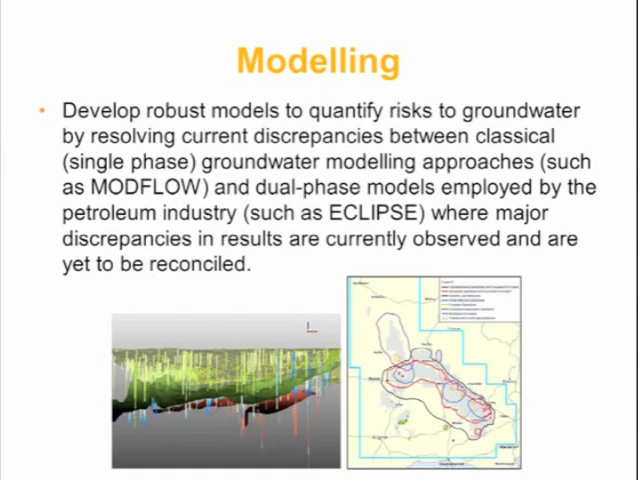 Modelling
• Develop robust models to quantify risks to groundwater
by resolving current discrepancies between classical
(single phase) groundwater modelling approaches (such
as MODFLOW) and dual-phase models employed by the
petroleum industry (such as ECLIPSE) where major
discrepancies in results are currently observed and are
yet to be reconciled.